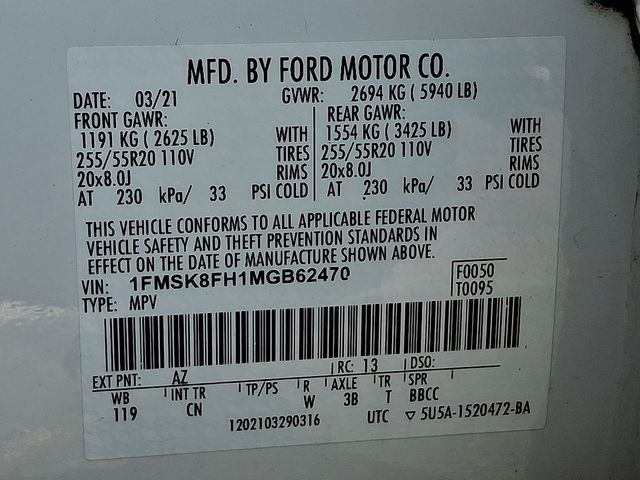 MFD. BY FORD MOTOR CO.
DATE: 03/21 GVWR: 2694 KG ( 5940 LB)
FRONT GAWR: REAR GAWR:
1191 KG ( 2625 LB) WITH 1554 KG ( 3425 LB) WITH
255/55R20 110V TIRES 255/55R20 110V TIRES
20x8.0J RIMS 20x8.0J RIMS
AT 230 kPa/ 33 PSI COLD AT 230 kPa/ 33 PSI COLD
THIS VEHICLE CONFORMS TO ALL APPLICABLE FEDERAL MOTOR
VEHICLE SAFETY AND THEFT PREVENTION STANDARDS IN
EFFECT ON THE DATE OF MANUFACTURE SHOWN ABOVE.
VIN: 1FMSK8FH1MGB62470 F0050
TYPE: MPV T0095
EXT PNT: AZ RC: 13 DSO:
WB INT TR TP/PS R AXLE TR SPR
119 CN W 3B T BBCC
1202103290316 UTC ▽ 5U5A-1520472-BA